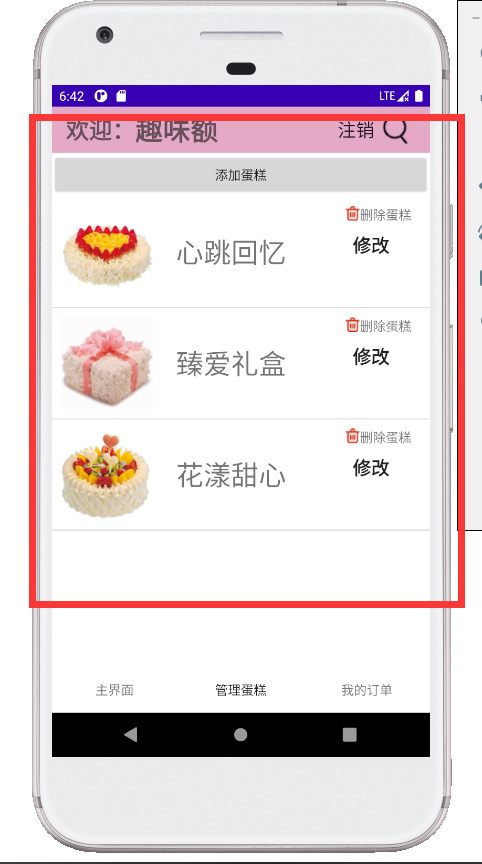 6:42 LTE
欢迎：趣味额 注销
添加蛋糕
删除蛋糕
心跳回忆 修改
删除蛋糕
臻爱礼盒 修改
删除蛋糕
花漾甜心 修改
主界面 管理蛋糕 我的订单